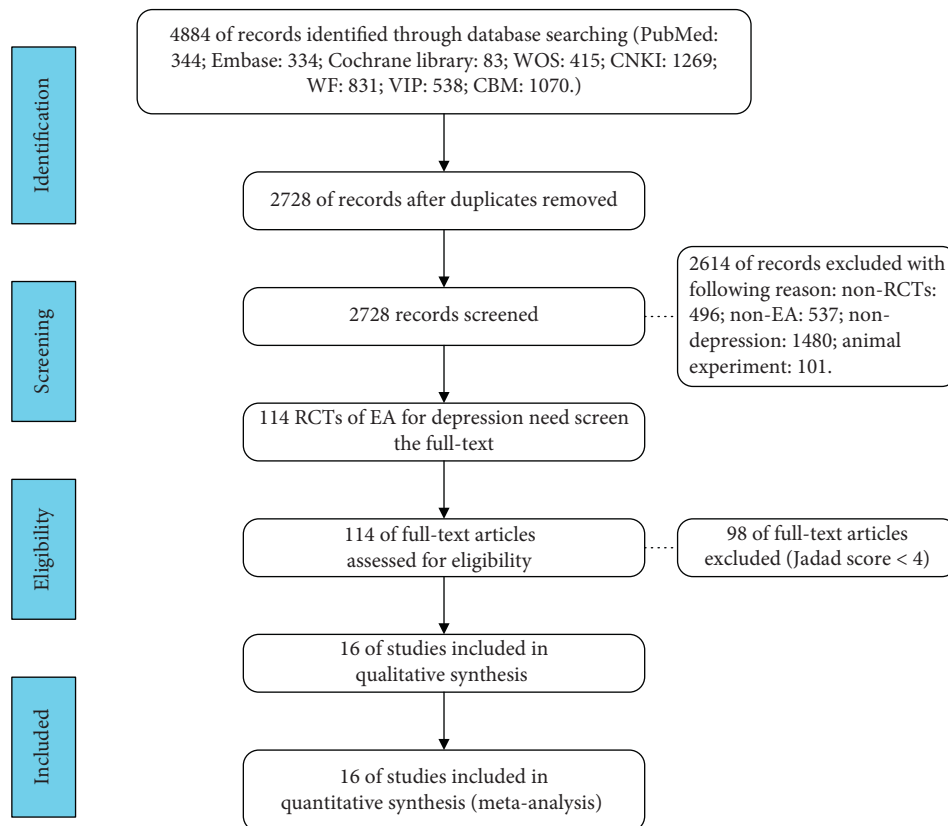 Identification
4884 of records identified through database searching (PubMed:
344; Embase: 334; Cochrane library: 83; WOS: 415; CNKI: 1269;
WF: 831; VIP: 538; CBM: 1070.)
2728 of records after duplicates removed
Screening
2728 records screened
2614 of records excluded with
following reason: non-RCTs:
496; non-EA: 537; non-
depression: 1480; animal
experiment: 101.
114 RCTs of EA for depression need screen
the full-text
Eligibility
114 of full-text articles
assessed for eligibility
98 of full-text articles
excluded (Jadad score < 4)
16 of studies included in
qualitative synthesis
Included
16 of studies included in
quantitative synthesis (meta-analysis)